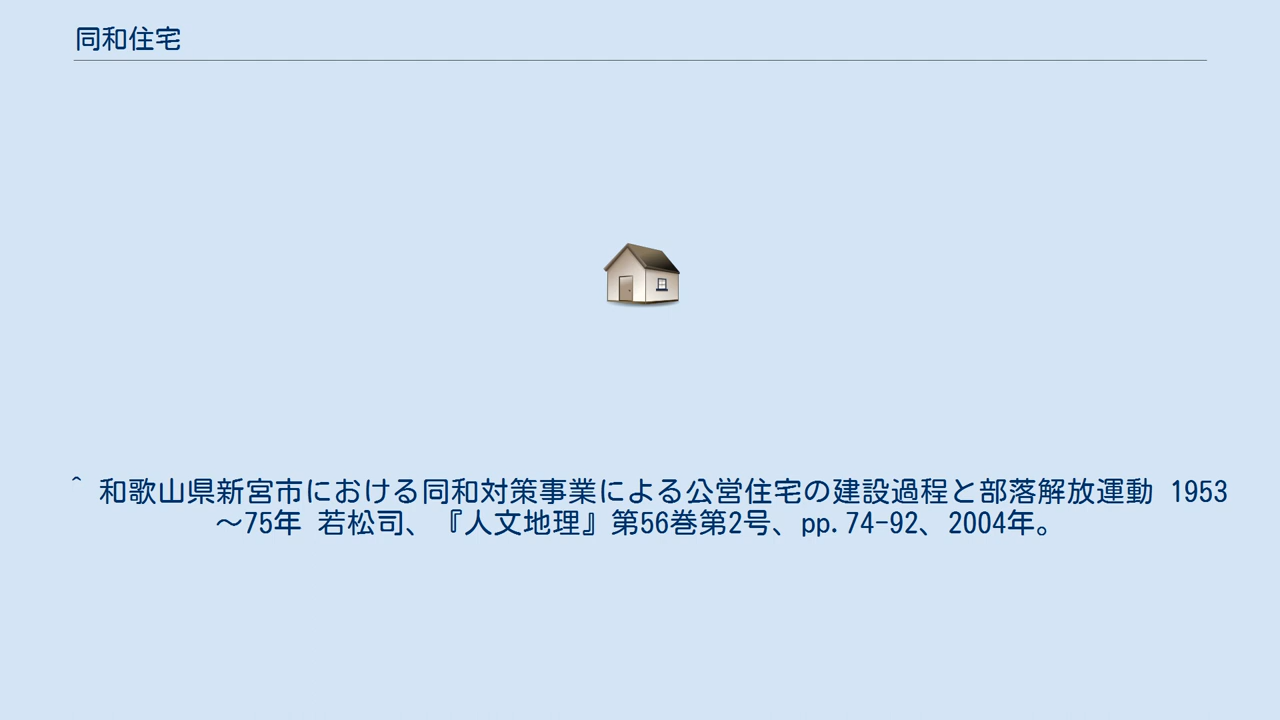 同和住宅
^ 和歌山県新宮市における同和対策事業による公営住宅の建設過程と部落解放運動 1953
～75年 若松司、『人文地理』第56巻第2号、pp.74-92、2004年。